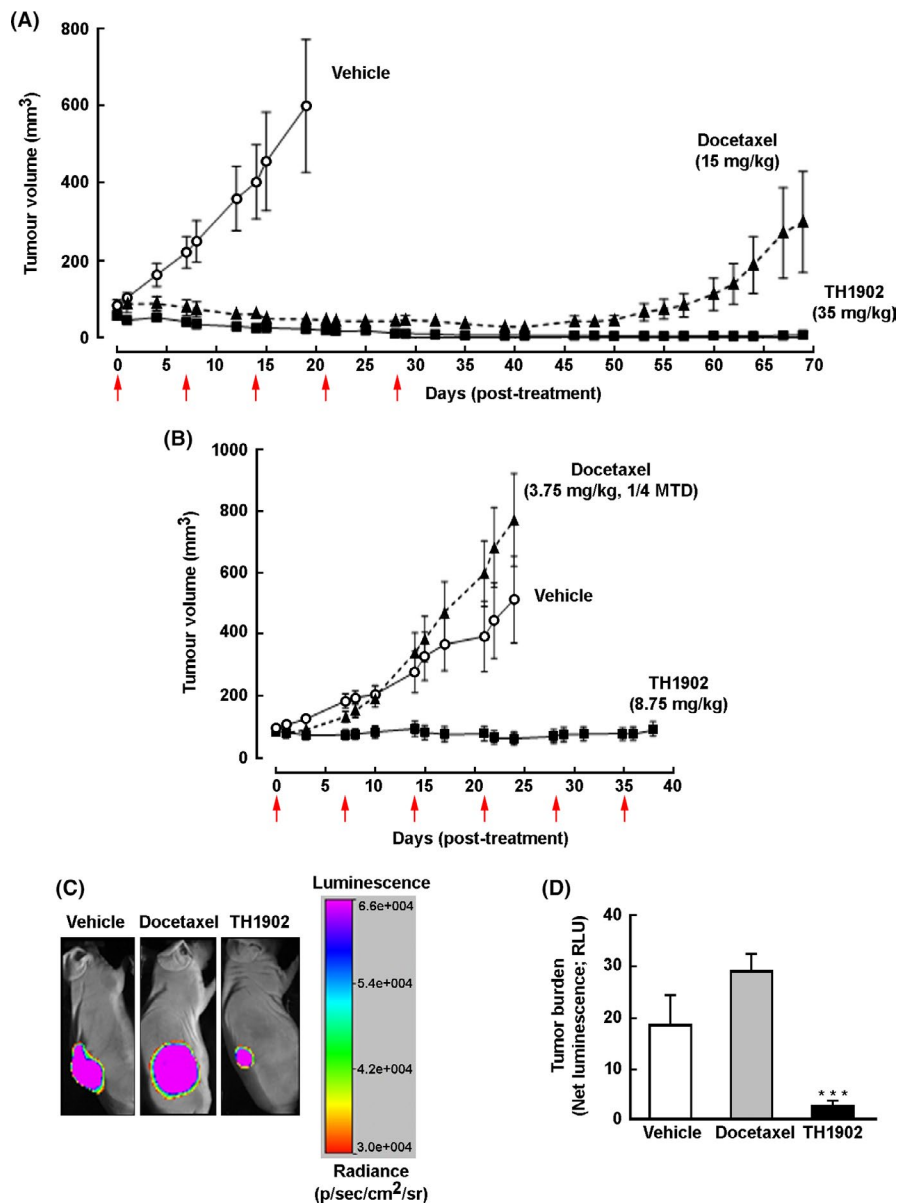 (A)
800
600
400
200
0
Tumour volume (mm³)
Vehicle
Docetaxel
(15 mg/kg)
TH1902
(35 mg/kg)
0 5 10 15 20 25 30 35 40 45 50 55 60 65 70
Days (post-treatment)
(B)
1000
800
600
400
200
0
Tumour volume (mm³)
Docetaxel
(3.75 mg/kg, 1/4 MTD)
Vehicle
TH1902
(8.75 mg/kg)
0 5 10 15 20 25 30 35 40
Days (post-treatment)
(C)
Vehicle Docetaxel TH1902
Luminescence
6.6e+004
5.4e+004
4.2e+004
3.0e+004
Radiance
(p/sec/cm²/sr)
(D)
40
30
20
10
0
Tumor burden
(Net luminescence; RLU)
***
Vehicle Docetaxel TH1902